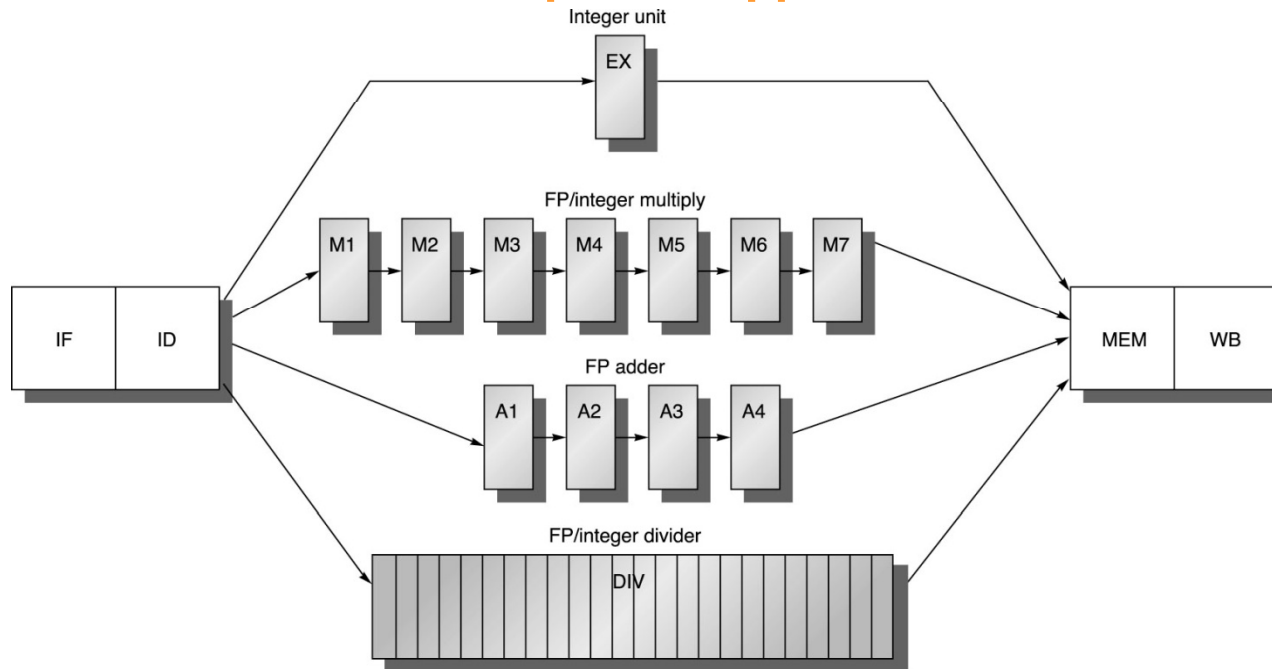 Integer unit
EX
FP/integer multiply
M1 M2 M3 M4 M5 M6 M7
IF ID
MEM WB
FP adder
A1 A2 A3 A4
FP/integer divider
DIV